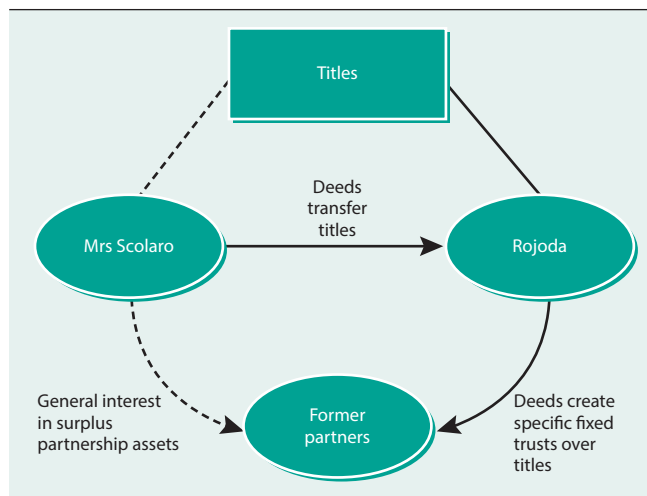 Titles
Deeds
transfer
titles
Mrs Scolaro
Rojoda
General interest
in surplus
partnership assets
Former
partners
Deeds create
specific fixed
trusts over
titles